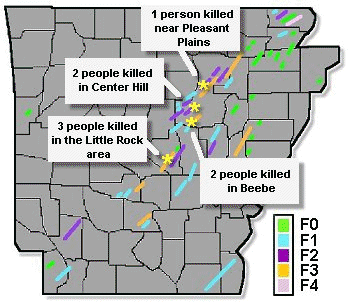 1 person killed
near Pleasant
Plains
2 people killed
in Center Hill
3 people killed
in the Little Rock
area
2 people killed
in Beebe
F0
F1
F2
F3
F4